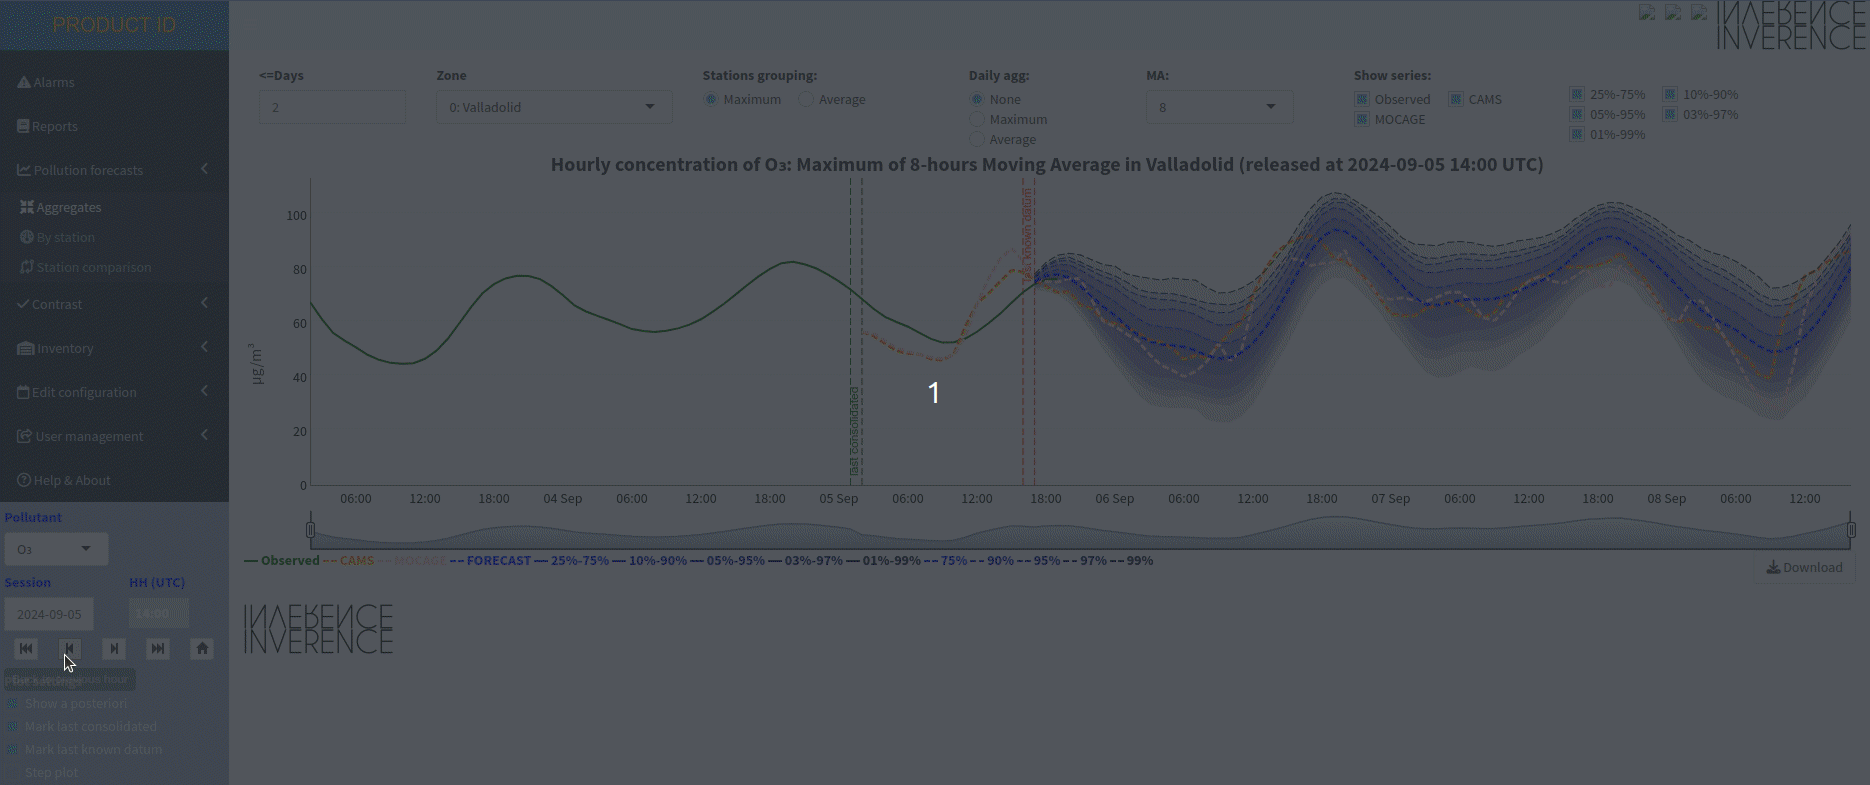 PRODUCT ID
INVERENCE
Alarms
Reports
Pollution forecasts
Aggregates
By station
Station comparison
Contrast
Inventory
Edit configuration
User management
Help & About
Pollutant
O₃
Session HH (UTC)
2024-09-05 14:00
Show a posteriori
Mark last consolidated
Mark last known datum
Step plot
<=Days Zone Stations grouping: Daily agg: MA: Show series:
2 0: Valladolid Maximum Average None 8 Observed CAMS 25%-75% 10%-90%
Maximum MOCAGE 05%-95% 03%-97%
Average 01%-99%
Hourly concentration of O₃: Maximum of 8-hours Moving Average in Valladolid (released at 2024-09-05 14:00 UTC)
100
80
60
40
20
0
µg/m³
last consolidated
last known datum
1
06:00 12:00 18:00 04 Sep 06:00 12:00 18:00 05 Sep 06:00 12:00 18:00 06 Sep 06:00 12:00 18:00 07 Sep 06:00 12:00 18:00 08 Sep 06:00 12:00
Observed CAMS MOCAGE FORECAST 25%-75% 10%-90% 05%-95% 03%-97% 01%-99% 75% 90% 95% 97% 99%
Download
INVERENCE